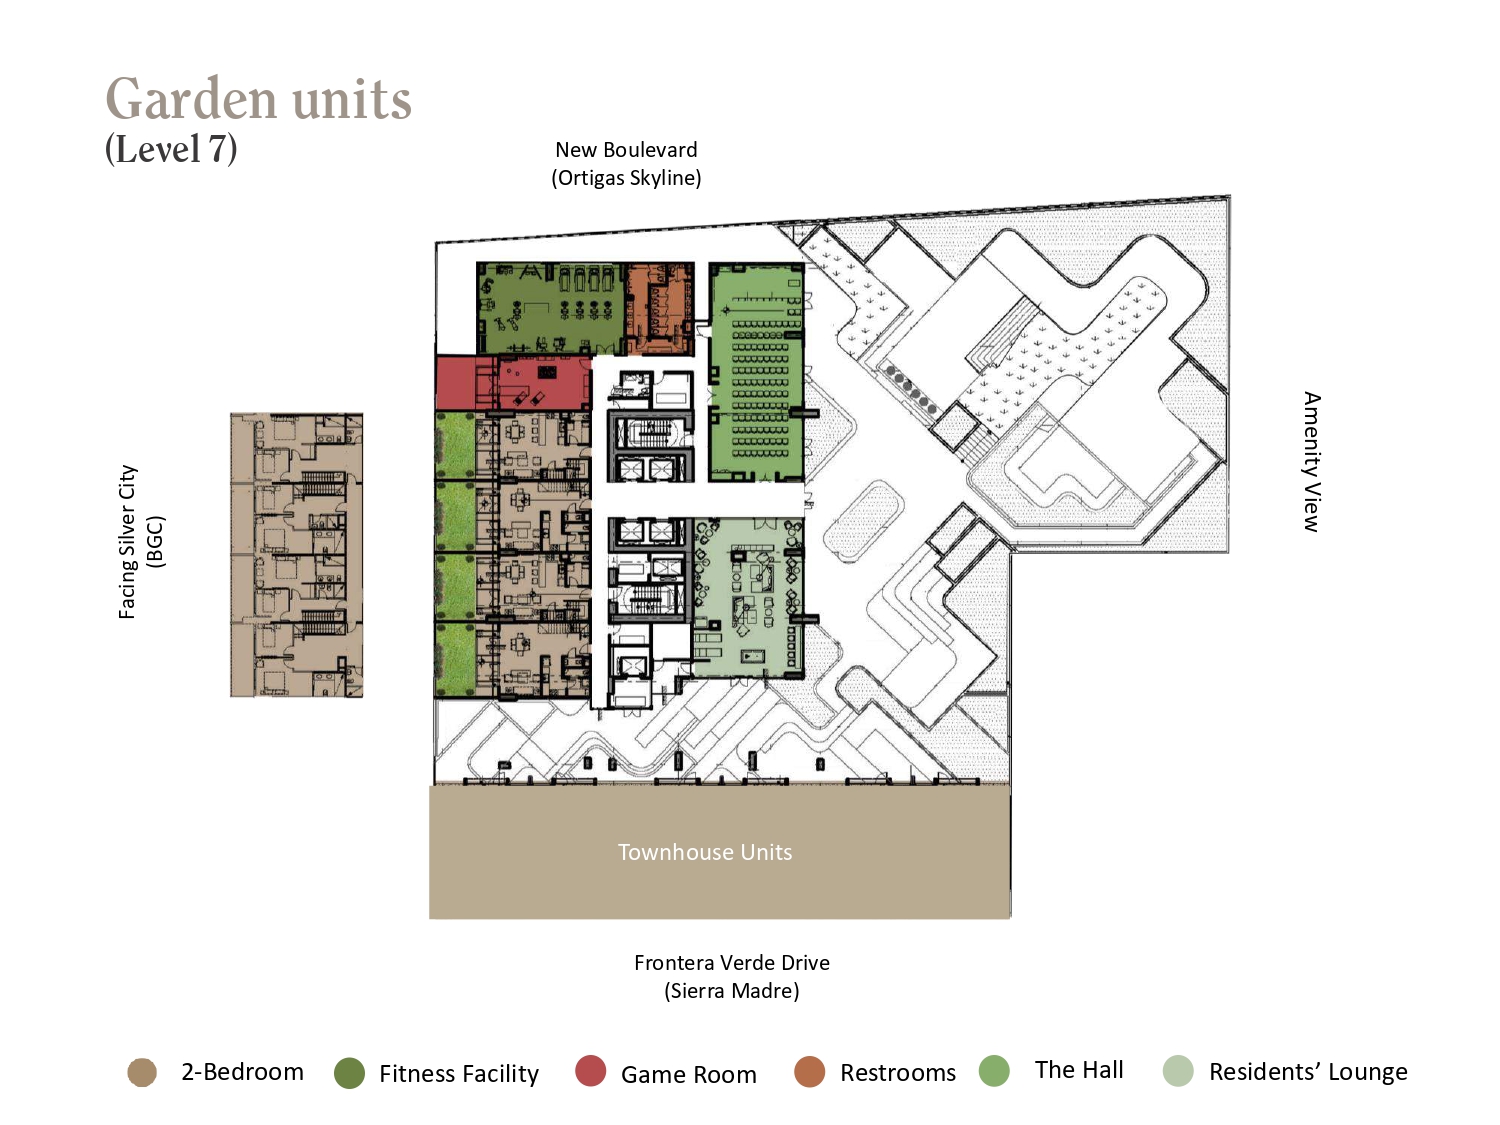 Garden units
(Level 7)
New Boulevard
(Ortigas Skyline)
Facing Silver City
(BGC)
Amenity View
Townhouse Units
Frontera Verde Drive
(Sierra Madre)
2-Bedroom
Fitness Facility
Game Room
Restrooms
The Hall
Residents’ Lounge